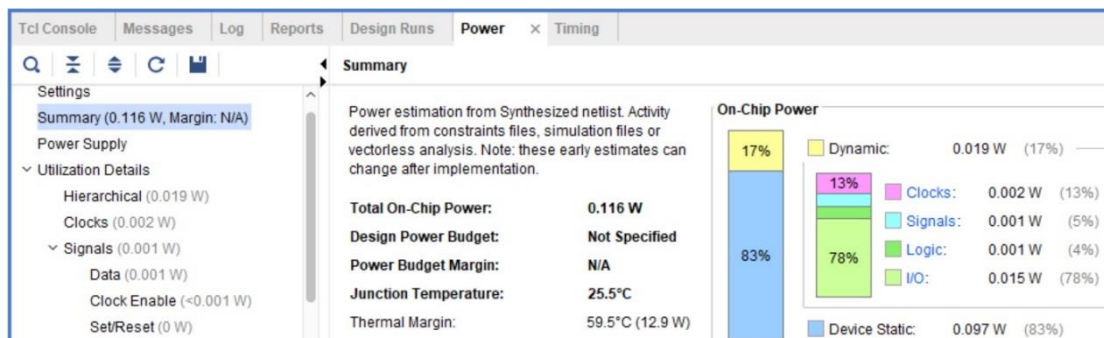 Tcl Console Messages Log Reports Design Runs Power × Timing
Summary
Settings
Summary (0.116 W, Margin: N/A)
Power Supply
Utilization Details
Hierarchical (0.019 W)
Clocks (0.002 W)
Signals (0.001 W)
Data (0.001 W)
Clock Enable (<0.001 W)
Set/Reset (0 W)
Power estimation from Synthesized netlist. Activity
derived from constraints files, simulation files or
vectorless analysis. Note: these early estimates can
change after implementation.
Total On-Chip Power: 0.116 W
Design Power Budget: Not Specified
Power Budget Margin: N/A
Junction Temperature: 25.5°C
Thermal Margin: 59.5°C (12.9 W)
On-Chip Power
17%
83%
Dynamic: 0.019 W (17%)
13%
78%
Clocks: 0.002 W (13%)
Signals: 0.001 W (5%)
Logic: 0.001 W (4%)
I/O: 0.015 W (78%)
Device Static: 0.097 W (83%)